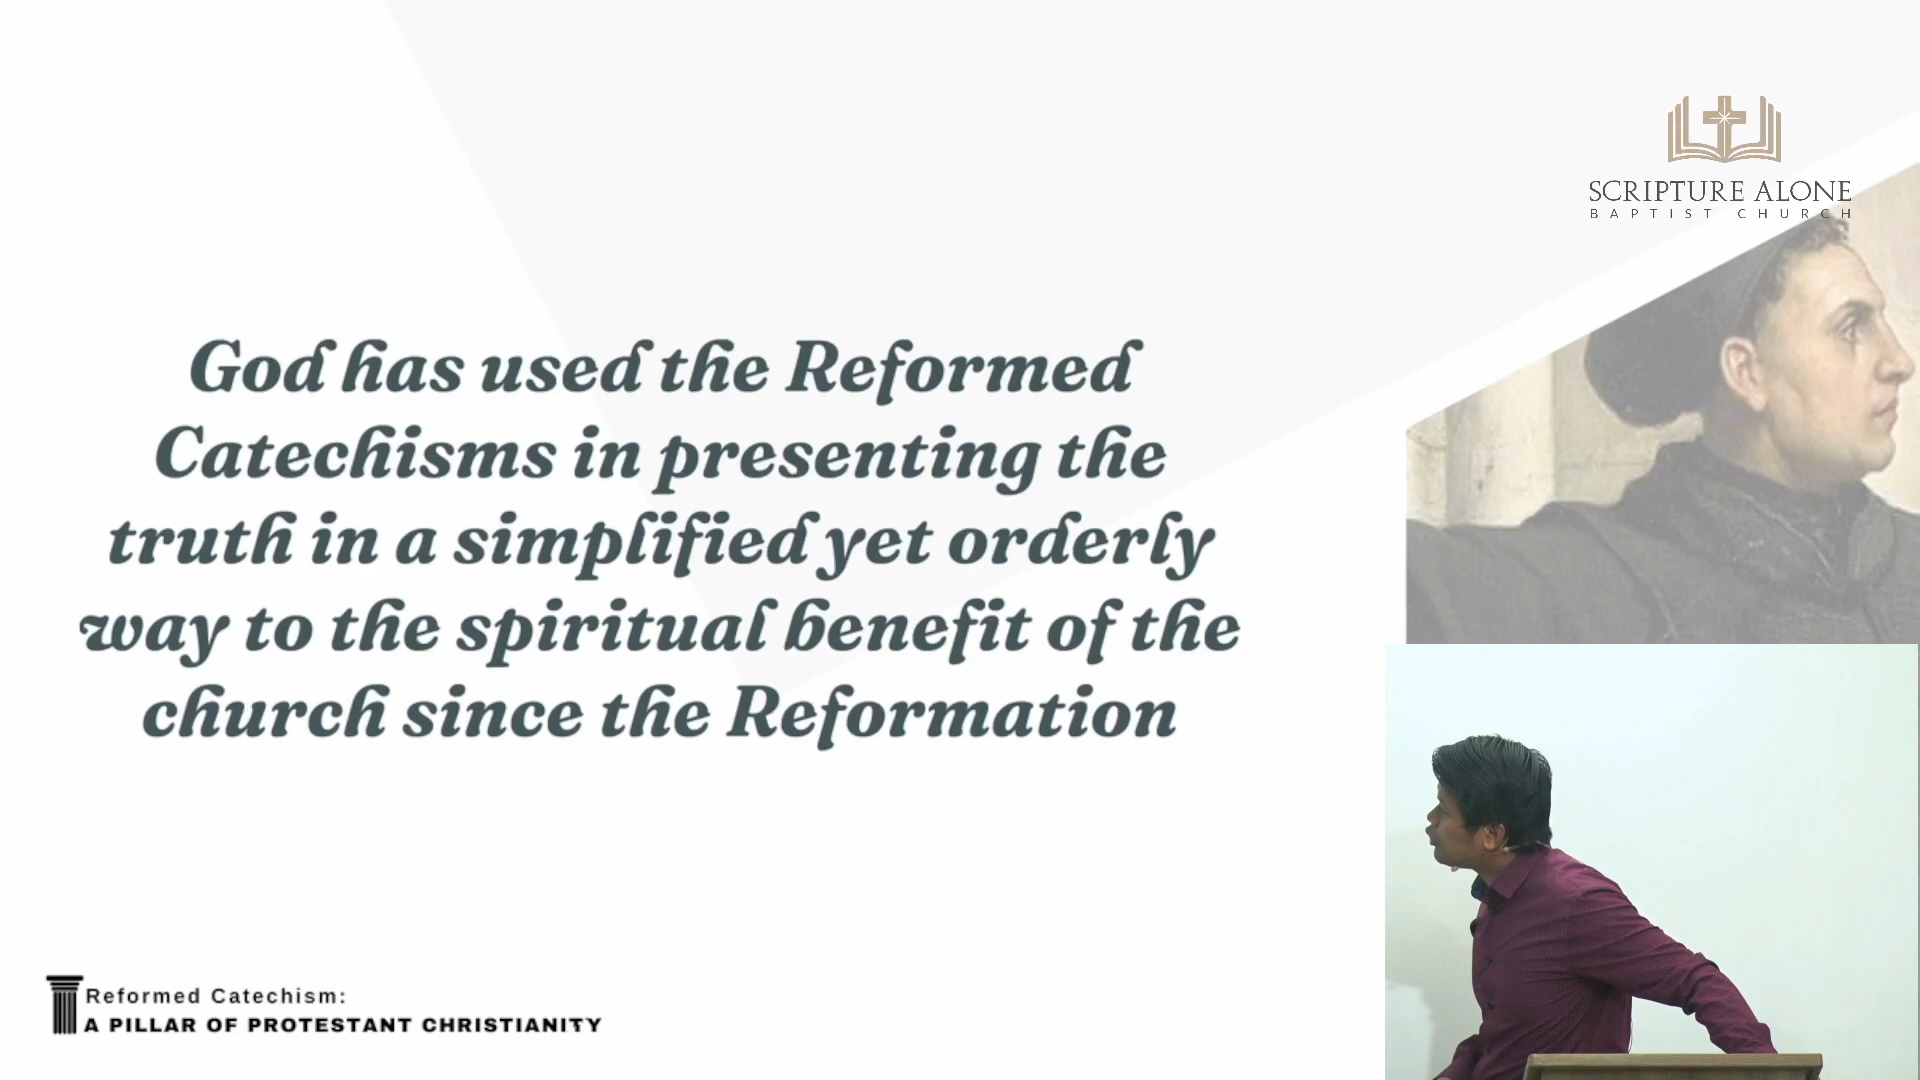 SCRIPTURE ALONE
BAPTIST CHURCH
God has used the Reformed
Catechisms in presenting the
truth in a simplified yet orderly
way to the spiritual benefit of the
church since the Reformation
Reformed Catechism:
A PILLAR OF PROTESTANT CHRISTIANITY